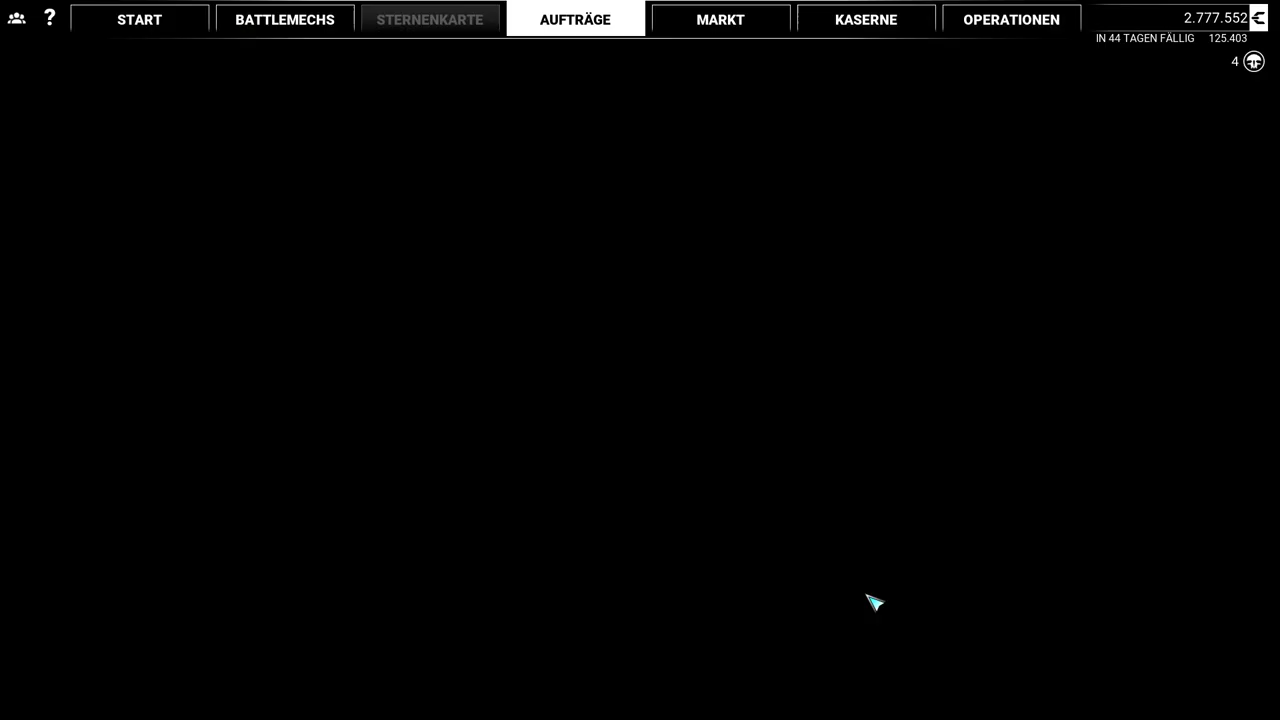 ? START BATTLEMECHS STERNENKARTE AUFTRÄGE MARKT KASERNE OPERATIONEN 2.777.552
IN 44 TAGEN FÄLLIG 125.403
4